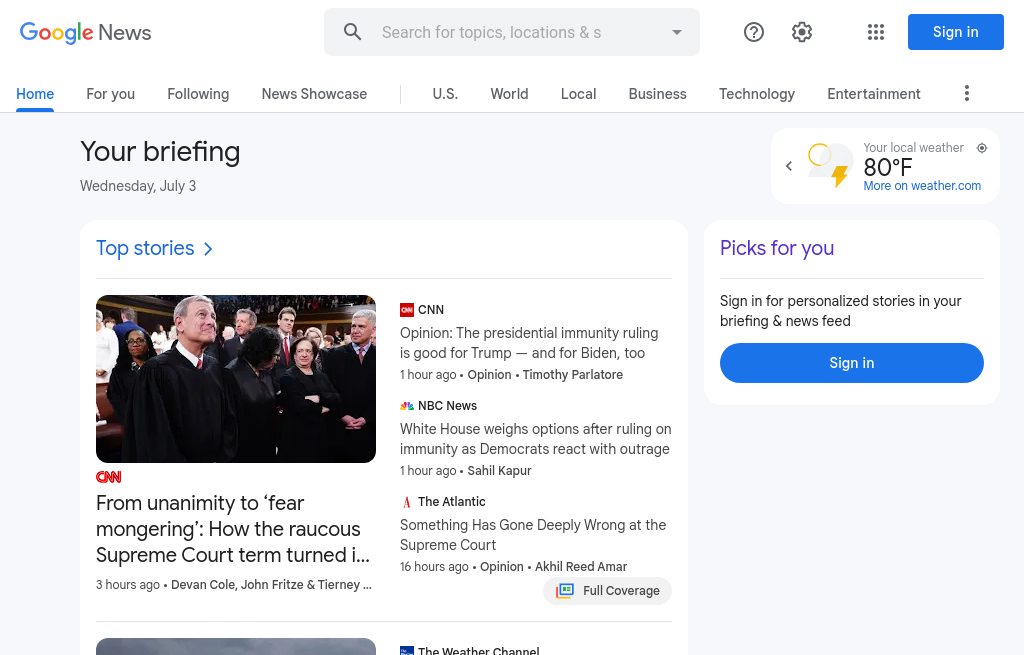 Google News
Search for topics, locations & s
Sign in
Home
For you
Following
News Showcase
U.S.
World
Local
Business
Technology
Entertainment
Your briefing
Wednesday, July 3
Your local weather
80°F
More on weather.com
Top stories
CNN
From unanimity to ‘fear
mongering’: How the raucous
Supreme Court term turned i...
3 hours ago • Devan Cole, John Fritze & Tierney ...
CNN
Opinion: The presidential immunity ruling
is good for Trump — and for Biden, too
1 hour ago • Opinion • Timothy Parlatore
NBC News
White House weighs options after ruling on
immunity as Democrats react with outrage
1 hour ago • Sahil Kapur
The Atlantic
Something Has Gone Deeply Wrong at the
Supreme Court
16 hours ago • Opinion • Akhil Reed Amar
Full Coverage
The Weather Channel
Picks for you
Sign in for personalized stories in your
briefing & news feed
Sign in